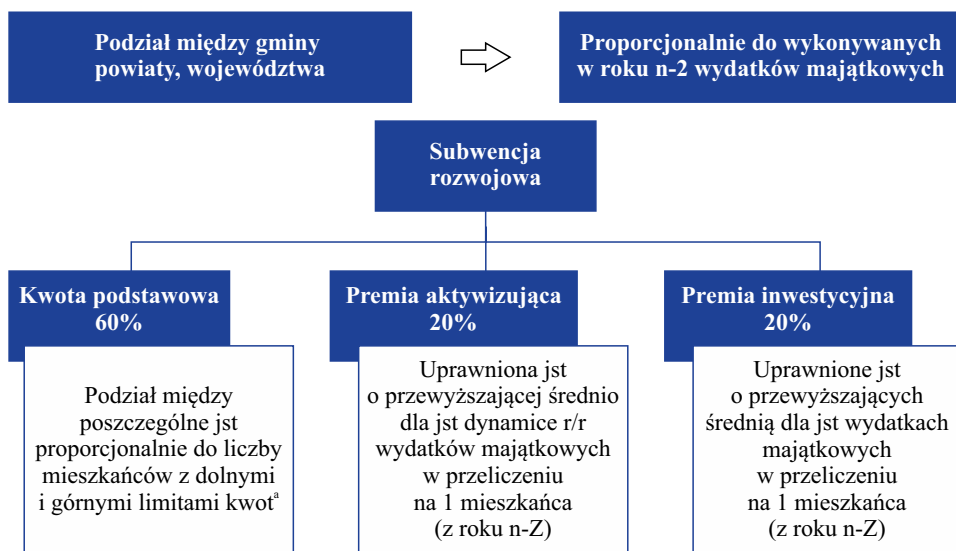 Podział między gminy
powiaty, województwa
Proporcjonalnie do wykonywanych
w roku n-2 wydatków majątkowych
Subwencja
rozwojowa
Kwota podstawowa
60%
Podział między
poszczególne jst
proporcjonalnie do liczby
mieszkańców z dolnymi
i górnymi limitami kwotᵃ
Premia aktywizująca
20%
Uprawniona jst
o przewyższającej średnio
dla jst dynamice r/r
wydatków majątkowych
w przeliczeniu
na 1 mieszkańca
(z roku n-Z)
Premia inwestycyjna
20%
Uprawnione jst
o przewyższających
średnią dla jst wydatkach
majątkowych
w przeliczeniu
na 1 mieszkańca
(z roku n-Z)